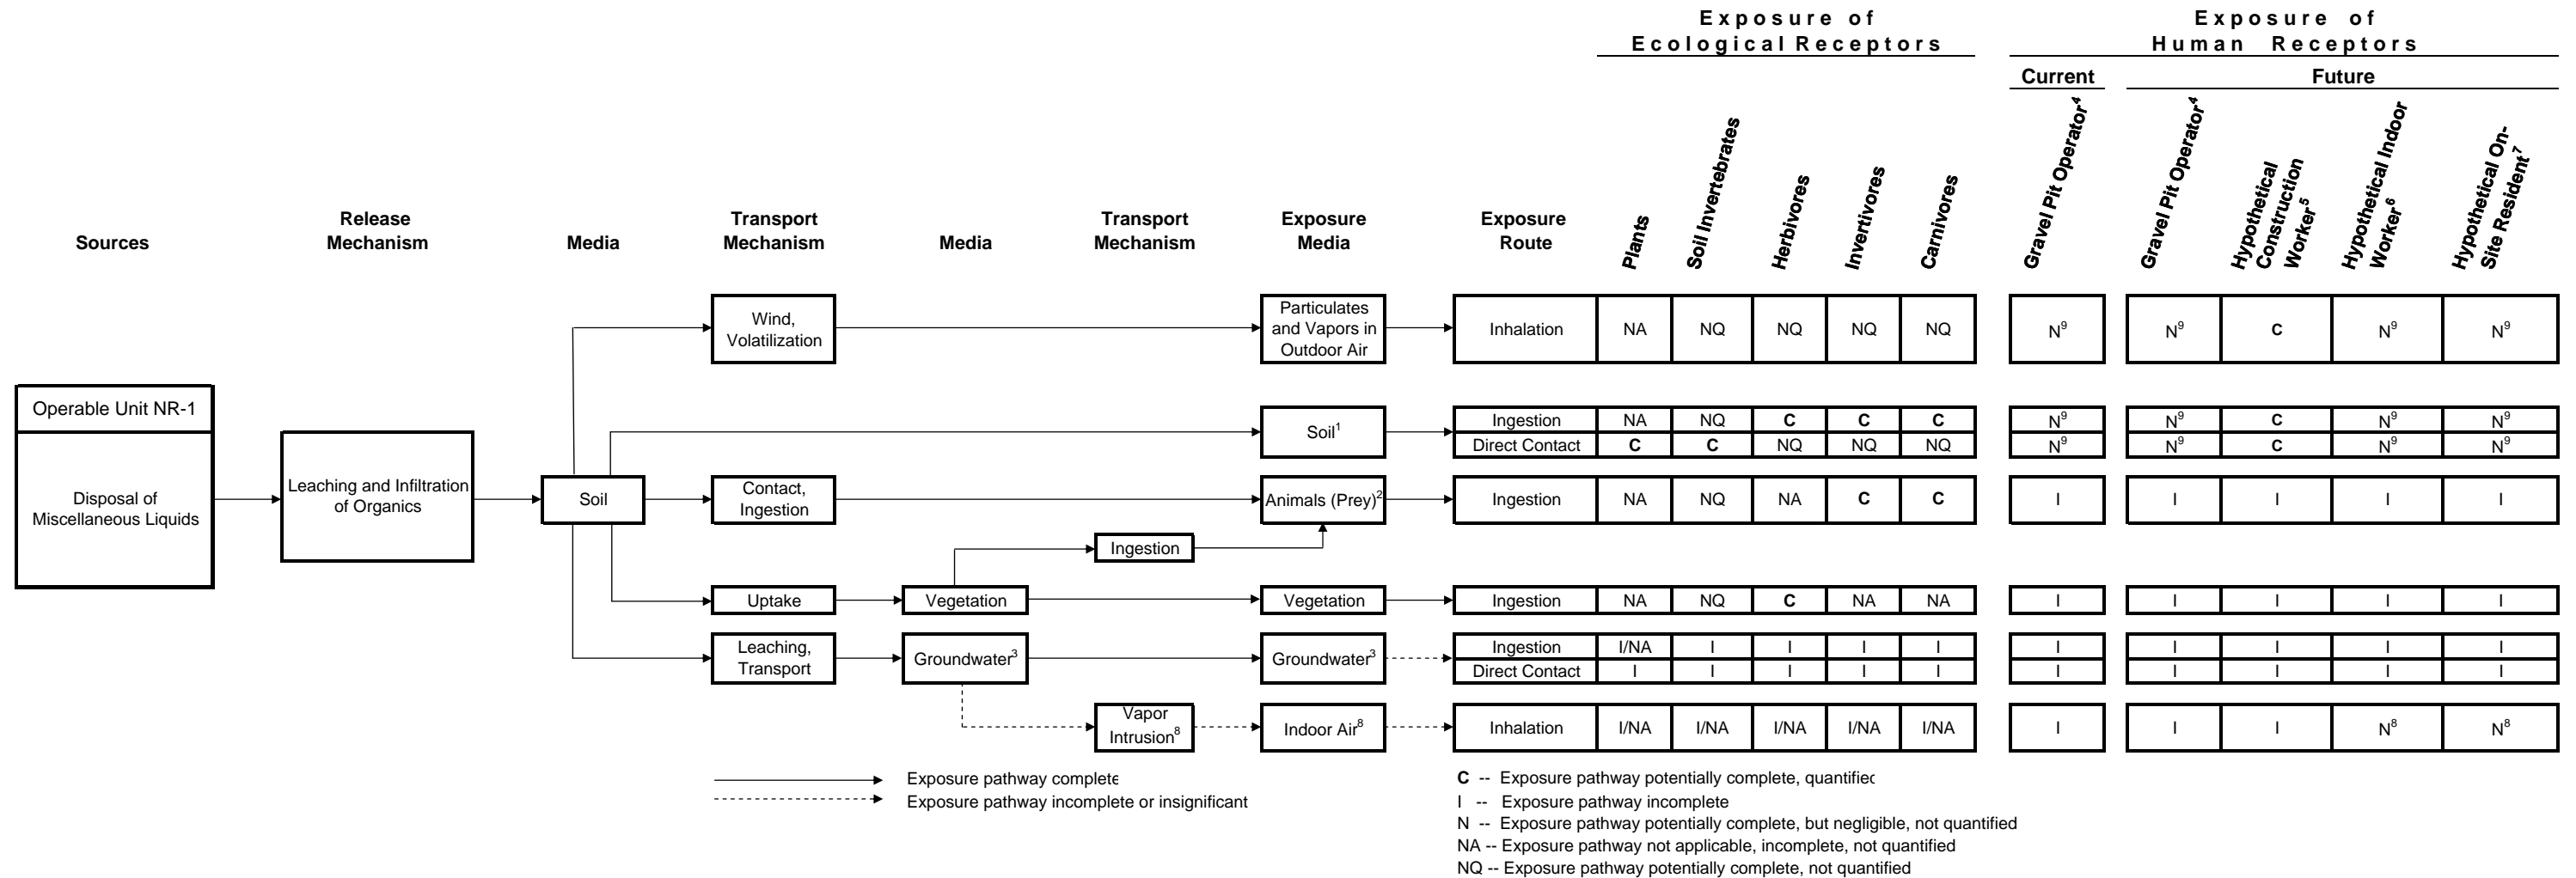 Exposure of
Ecological Receptors
Exposure of
Human Receptors
Current
Future
Sources
Release
Mechanism
Media
Transport
Mechanism
Media
Transport
Mechanism
Exposure
Media
Exposure
Route
Plants
Soil Invertebrates
Herbivores
Invertivores
Carnivores
Gravel Pit Operator⁴
Gravel Pit Operator⁴
Hypothetical
Construction
Worker⁵
Hypothetical Indoor
Worker⁶
Hypothetical On-
Site Resident⁷
Wind,
Volatilization
Particulates
and Vapors in
Outdoor Air
Inhalation NA NQ NQ NQ NQ N⁹ N⁹ C N⁹ N⁹
Operable Unit NR-1
Disposal of
Miscellaneous Liquids
Leaching and Infiltration
of Organics
Soil
Soil¹
Ingestion NA NQ C C C N⁹ N⁹ C N⁹ N⁹
Direct Contact C C NQ NQ NQ N⁹ N⁹ C N⁹ N⁹
Contact,
Ingestion
Animals (Prey)²
Ingestion NA NQ NA C C I I I I I
Ingestion
Uptake
Vegetation
Vegetation
Ingestion NA NQ C NA NA I I I I I
Leaching,
Transport
Groundwater³
Groundwater³
Ingestion I/NA I I I I I I I I I
Direct Contact I I I I I I I I I I
Vapor
Intrusion⁸
Indoor Air⁸
Inhalation I/NA I/NA I/NA I/NA I/NA I I I N⁸ N⁸
Exposure pathway complete
Exposure pathway incomplete or insignificant
C -- Exposure pathway potentially complete, quantified
I -- Exposure pathway incomplete
N -- Exposure pathway potentially complete, but negligible, not quantified
NA -- Exposure pathway not applicable, incomplete, not quantified
NQ -- Exposure pathway potentially complete, not quantified